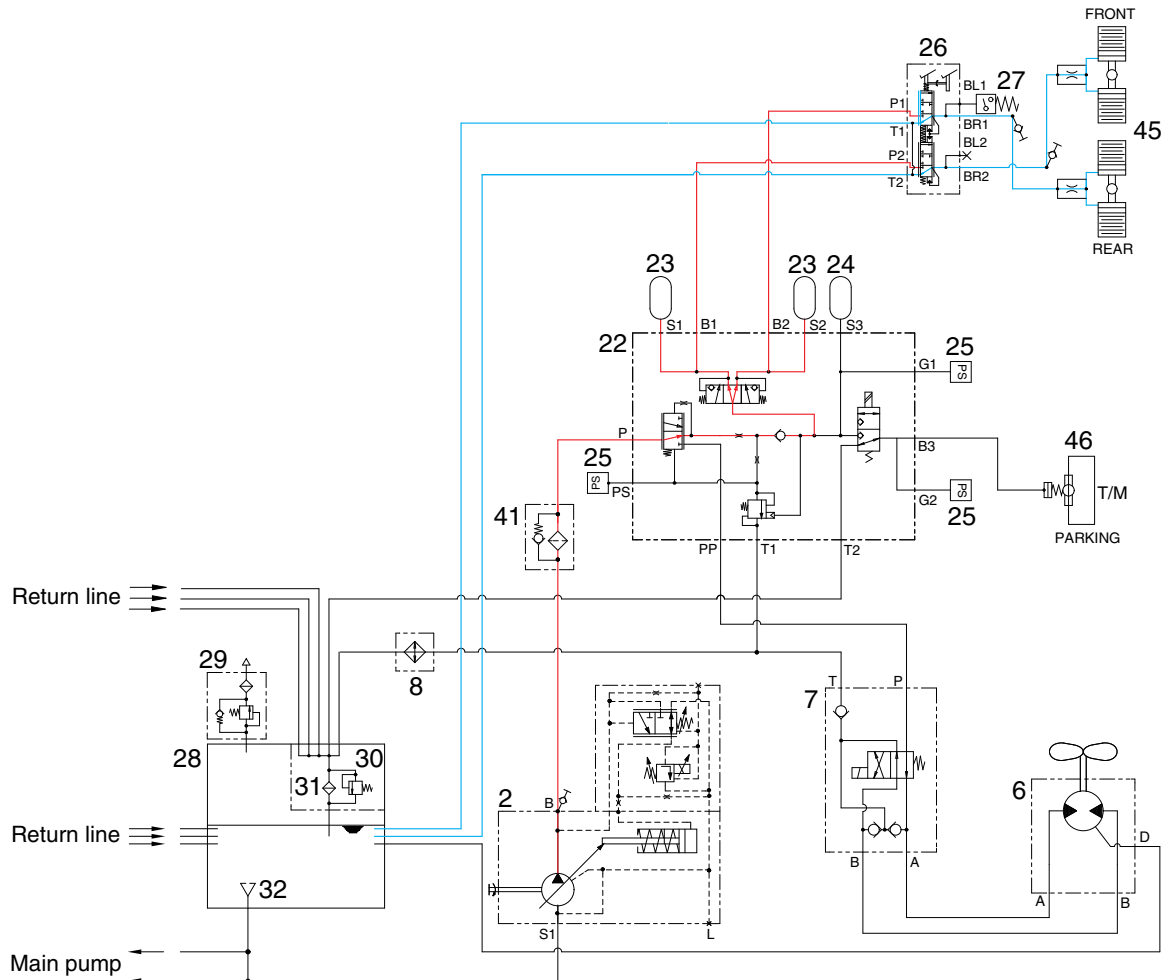 FRONT
26
27
BL1
P1
BR1
T1
BL2
45
P2
BR2
T2
REAR
23
23
24
S1
B1
B2
S2
S3
22
25
G1
PS
P
B3
46
25
PS
PS
G2
PS
25
T/M
41
PARKING
PP
T1
T2
Return line
29
8
T
P
7
28
30
31
2
B
6
D
Return line
B
A
32
A
B
S1
L
Main pump